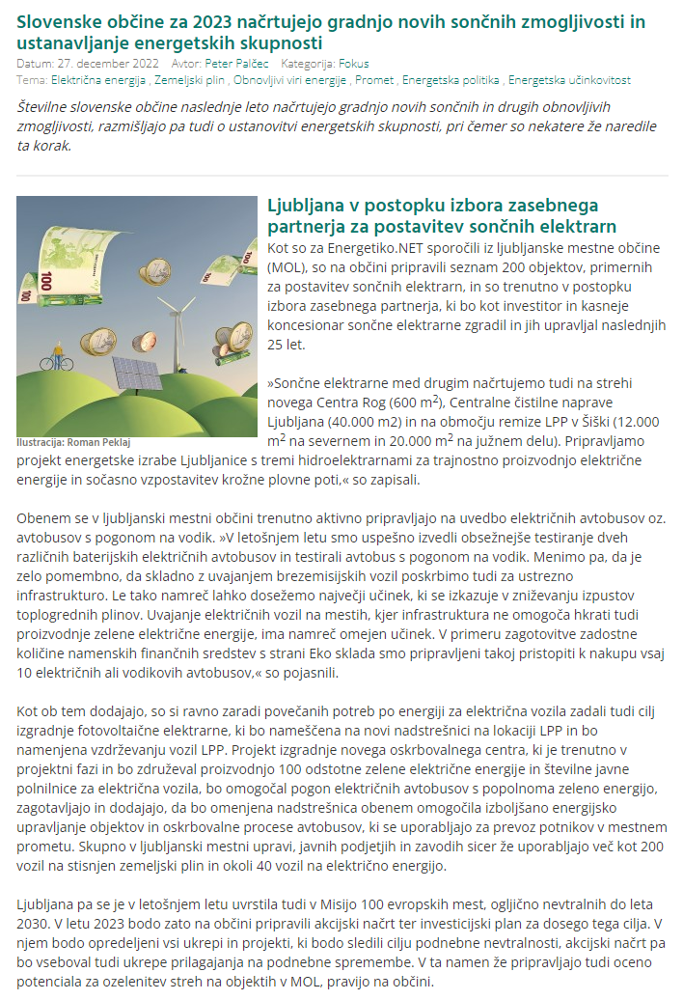 Slovenske občine za 2023 načrtujejo gradnjo novih sončnih zmogljivosti in
ustanavljanje energetskih skupnosti
Datum: 27. december 2022 Avtor: Peter Palčec Kategorija: Fokus
Tema: Električna energija , Zemeljski plin , Obnovljivi viri energije , Promet , Energetska politika , Energetska učinkovitost
Številne slovenske občine naslednje leto načrtujejo gradnjo novih sončnih in drugih obnovljivih
zmogljivosti, razmišljajo pa tudi o ustanovitvi energetskih skupnosti, pri čemer so nekatere že naredile
ta korak.
100
100
100
100
Ilustracija: Roman Peklaj
Ljubljana v postopku izbora zasebnega
partnerja za postavitev sončnih elektrarn
Kot so za Energetiko.NET sporočili iz ljubljanske mestne občine
(MOL), so na občini pripravili seznam 200 objektov, primernih
za postavitev sončnih elektrarn, in so trenutno v postopku
izbora zasebnega partnerja, ki bo kot investitor in kasneje
koncesionar sončne elektrarne zgradil in jih upravljal naslednjih
25 let.
»Sončne elektrarne med drugim načrtujemo tudi na strehi
novega Centra Rog (600 m²), Centralne čistilne naprave
Ljubljana (40.000 m2) in na območju remize LPP v Šiški (12.000
m² na severnem in 20.000 m² na južnem delu). Pripravljamo
projekt energetske izrabe Ljubljanice s tremi hidroelektrarnami za trajnostno proizvodnjo električne
energije in sočasno vzpostavitev krožne plovne poti,« so zapisali.
Obenem se v ljubljanski mestni občini trenutno aktivno pripravljajo na uvedbo električnih avtobusov oz.
avtobusov s pogonom na vodik. »V letošnjem letu smo uspešno izvedli obsežnejše testiranje dveh
različnih baterijskih električnih avtobusov in testirali avtobus s pogonom na vodik. Menimo pa, da je
zelo pomembno, da skladno z uvajanjem brezemisijskih vozil poskrbimo tudi za ustrezno
infrastrukturo. Le tako namreč lahko dosežemo največji učinek, ki se izkazuje v zniževanju izpustov
toplogrednih plinov. Uvajanje električnih vozil na mestih, kjer infrastruktura ne omogoča hkrati tudi
proizvodnje zelene električne energije, ima namreč omejen učinek. V primeru zagotovitve zadostne
količine namenskih finančnih sredstev s strani Eko sklada smo pripravljeni takoj pristopiti k nakupu vsaj
10 električnih ali vodikovih avtobusov,« so pojasnili.
Kot ob tem dodajajo, so si ravno zaradi povečanih potreb po energiji za električna vozila zadali tudi cilj
izgradnje fotovoltaične elektrarne, ki bo nameščena na novi nadstrešnici na lokaciji LPP in bo
namenjena vzdrževanju vozil LPP. Projekt izgradnje novega oskrbovalnega centra, ki je trenutno v
projektni fazi in bo združeval proizvodnjo 100 odstotne zelene električne energije in številne javne
polnilnice za električna vozila, bo omogočal pogon električnih avtobusov s popolnoma zeleno energijo,
zagotavljajo in dodajajo, da bo omenjena nadstrešnica obenem omogočila izboljšano energijsko
upravljanje objektov in oskrbovalne procese avtobusov, ki se uporabljajo za prevoz potnikov v mestnem
prometu. Skupno v ljubljanski mestni upravi, javnih podjetjih in zavodih sicer že uporabljajo več kot 200
vozil na stisnjen zemeljski plin in okoli 40 vozil na električno energijo.
Ljubljana pa se je v letošnjem letu uvrstila tudi v Misijo 100 evropskih mest, ogljično nevtralnih do leta
2030. V letu 2023 bodo zato na občini pripravili akcijski načrt ter investicijski plan za dosego tega cilja. V
njem bodo opredeljeni vsi ukrepi in projekti, ki bodo sledili cilju podnebne nevtralnosti, akcijski načrt pa
bo vseboval tudi ukrepe prilagajanja na podnebne spremembe. V ta namen že pripravljajo tudi oceno
potenciala za ozelenitev streh na objektih v MOL, pravijo na občini.